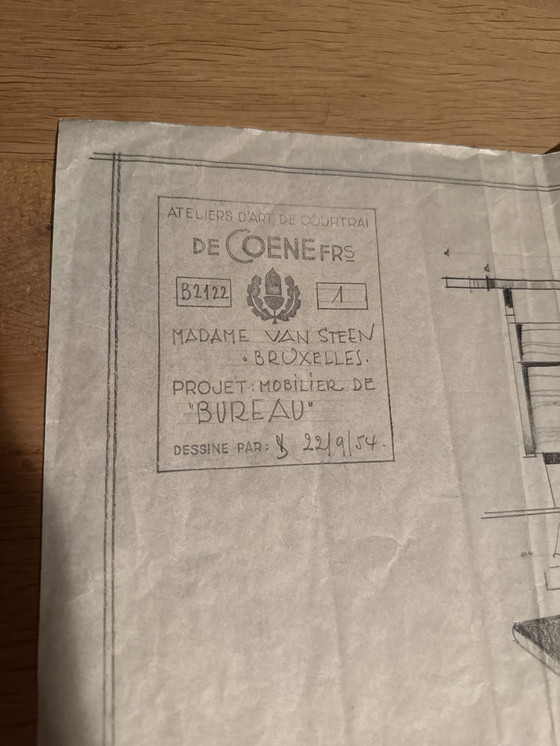 ATELIERS D'ART DE COURTRAI
DE COENE FRS
B2122 1
MADAME VAN STEEN
· BRUXELLES.
PROJET: MOBILIER DE
"BUREAU"
DESSINE PAR: 22/9/54.